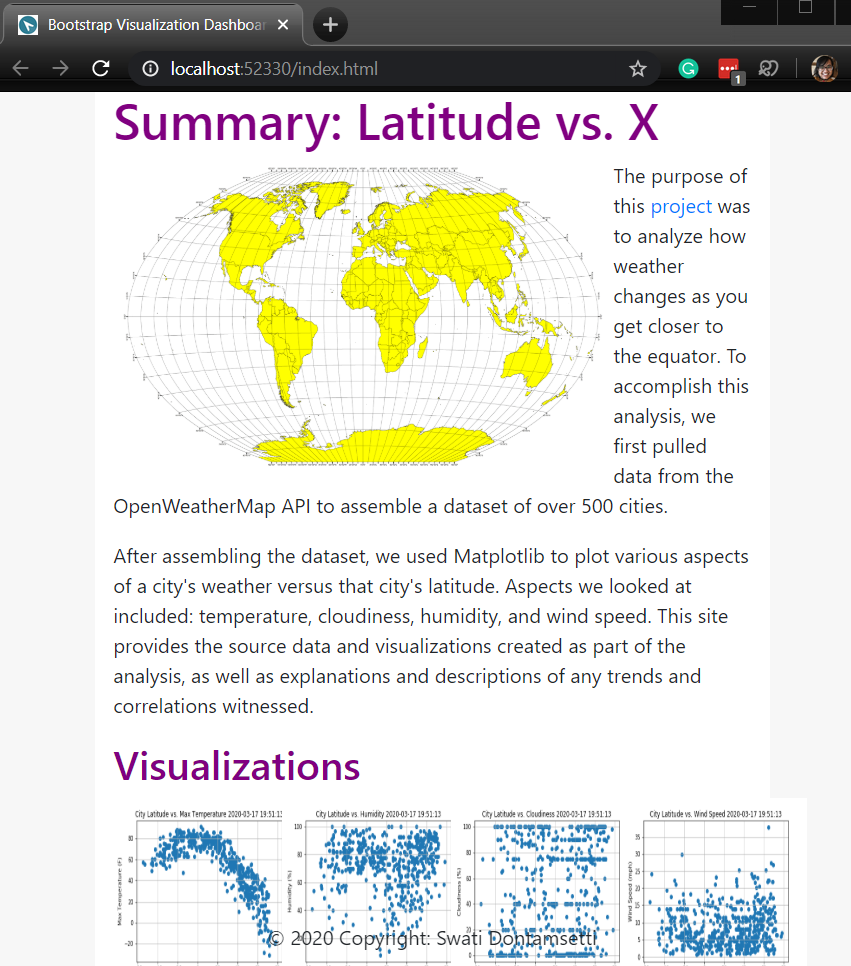 Bootstrap Visualization Dashboar
localhost:52330/index.html
1
Summary: Latitude vs. X
The purpose of
this project was
to analyze how
weather
changes as you
get closer to
the equator. To
accomplish this
analysis, we
first pulled
data from the
OpenWeatherMap API to assemble a dataset of over 500 cities.
After assembling the dataset, we used Matplotlib to plot various aspects
of a city's weather versus that city's latitude. Aspects we looked at
included: temperature, cloudiness, humidity, and wind speed. This site
provides the source data and visualizations created as part of the
analysis, as well as explanations and descriptions of any trends and
correlations witnessed.
Visualizations
City Latitude vs. Max Temperature 2020-03-17 19:51:13
Max Temperature (F)
80
60
40
20
0
-20
City Latitude vs. Humidity 2020-03-17 19:51:13
Humidity (%)
100
80
60
40
City Latitude vs. Cloudiness 2020-03-17 19:51:13
Cloudiness (%)
100
80
60
40
20
0
City Latitude vs. Wind Speed 2020-03-17 19:51:13
Wind Speed (mph)
35
30
25
20
15
10
5
0
© 2020 Copyright: Swati Dontamsetti